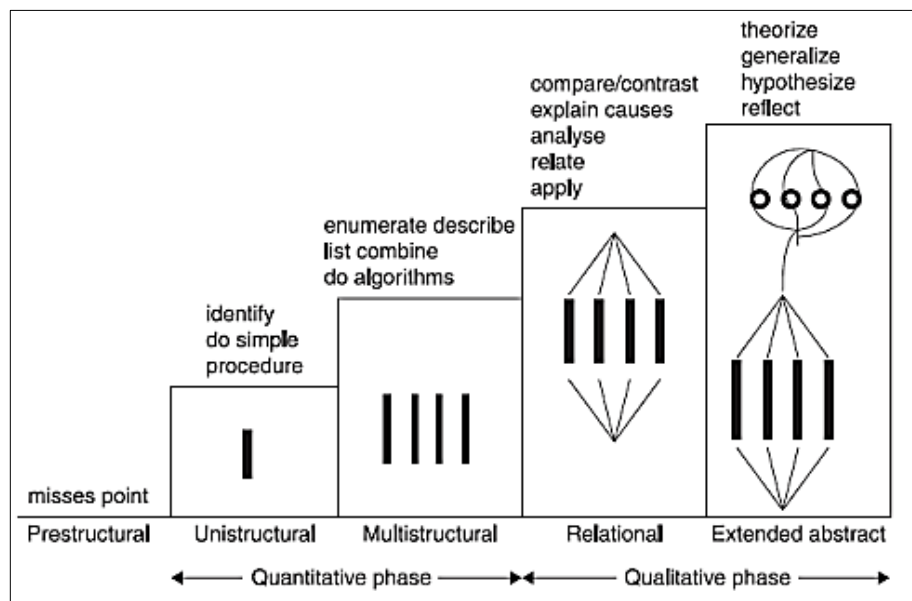 theorize
generalize
hypothesize
reflect
compare/contrast
explain causes
analyse
relate
apply
enumerate describe
list combine
do algorithms
identify
do simple
procedure
misses point
Prestructural Unistructural Multistructural Relational Extended abstract
Quantitative phase Qualitative phase